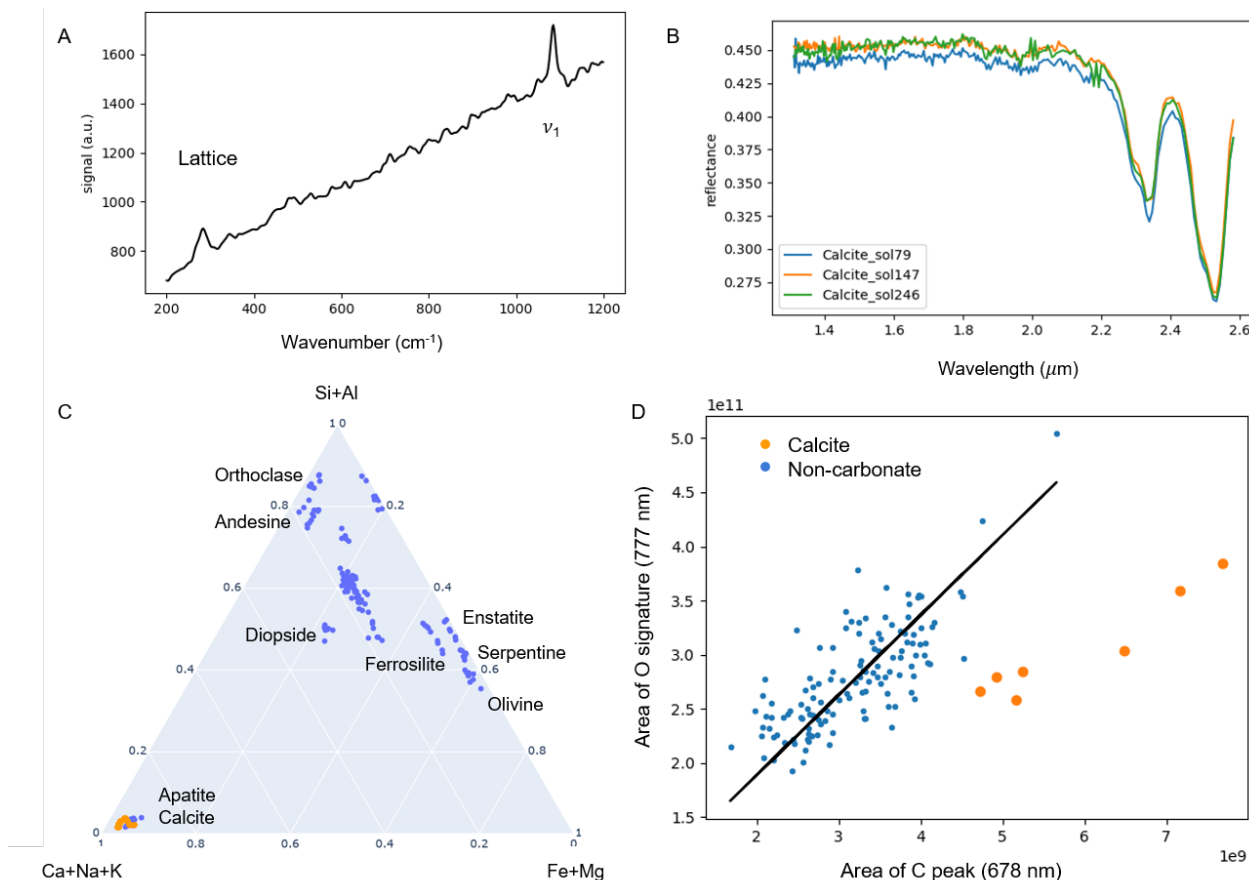 A
signal (a.u.)
1600
1400
1200
1000
800
Lattice
ν₁
200 400 600 800 1000 1200
Wavenumber (cm⁻¹)
B
reflectance
0.450
0.425
0.400
0.375
0.350
0.325
0.300
0.275
Calcite_sol79
Calcite_sol147
Calcite_sol246
1.4 1.6 1.8 2.0 2.2 2.4 2.6
Wavelength (μm)
C
Si+Al
1 0
Orthoclase
0.8 0.2
Andesine
0.6 0.4
Enstatite
Diopside
Serpentine
Ferrosilite
0.4 0.6
Olivine
0.2 0.8
Apatite
Calcite
0 1
1 0.8 0.6 0.4 0.2 0
Ca+Na+K Fe+Mg
D
1e11
Area of O signature (777 nm)
5.0
4.5
4.0
3.5
3.0
2.5
2.0
1.5
Calcite
Non-carbonate
2 3 4 5 6 7
1e9
Area of C peak (678 nm)